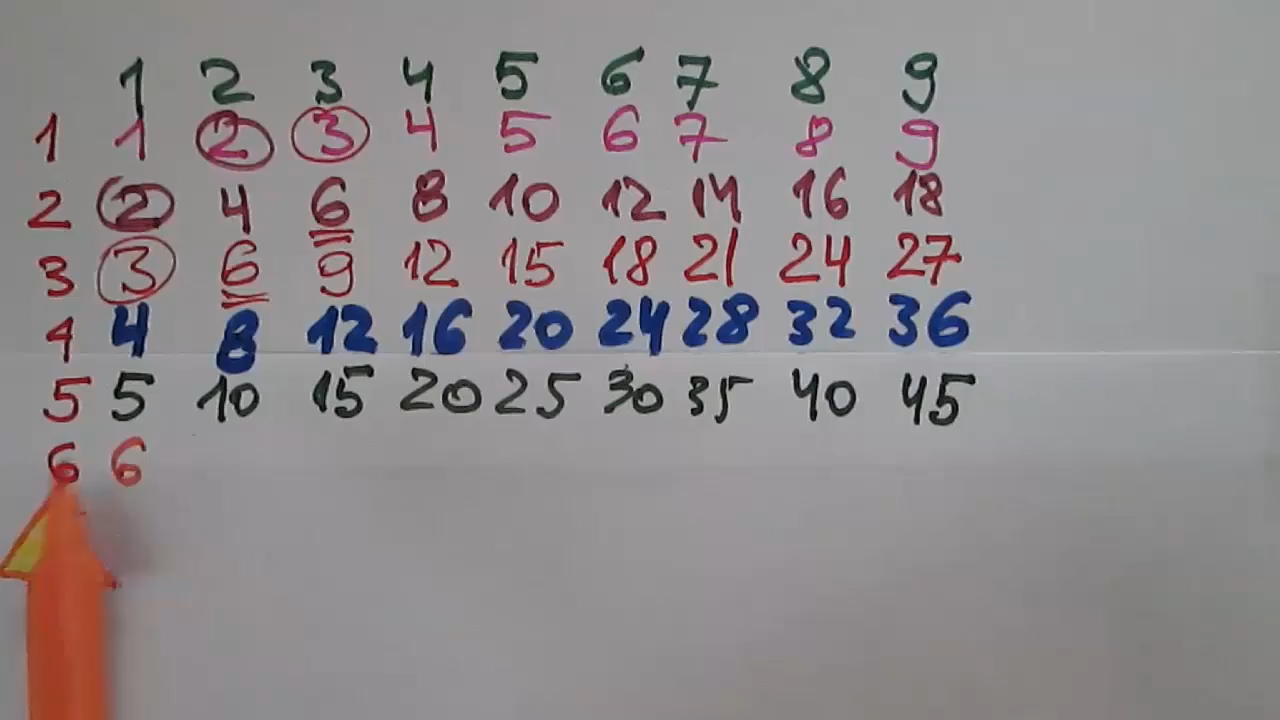 1 2 3 4 5 6 7 8 9
1 1 2 3 4 5 6 7 8 9
2 2 4 6 8 10 12 14 16 18
3 3 6 9 12 15 18 21 24 27
4 4 8 12 16 20 24 28 32 36
5 5 10 15 20 25 30 35 40 45
6 6